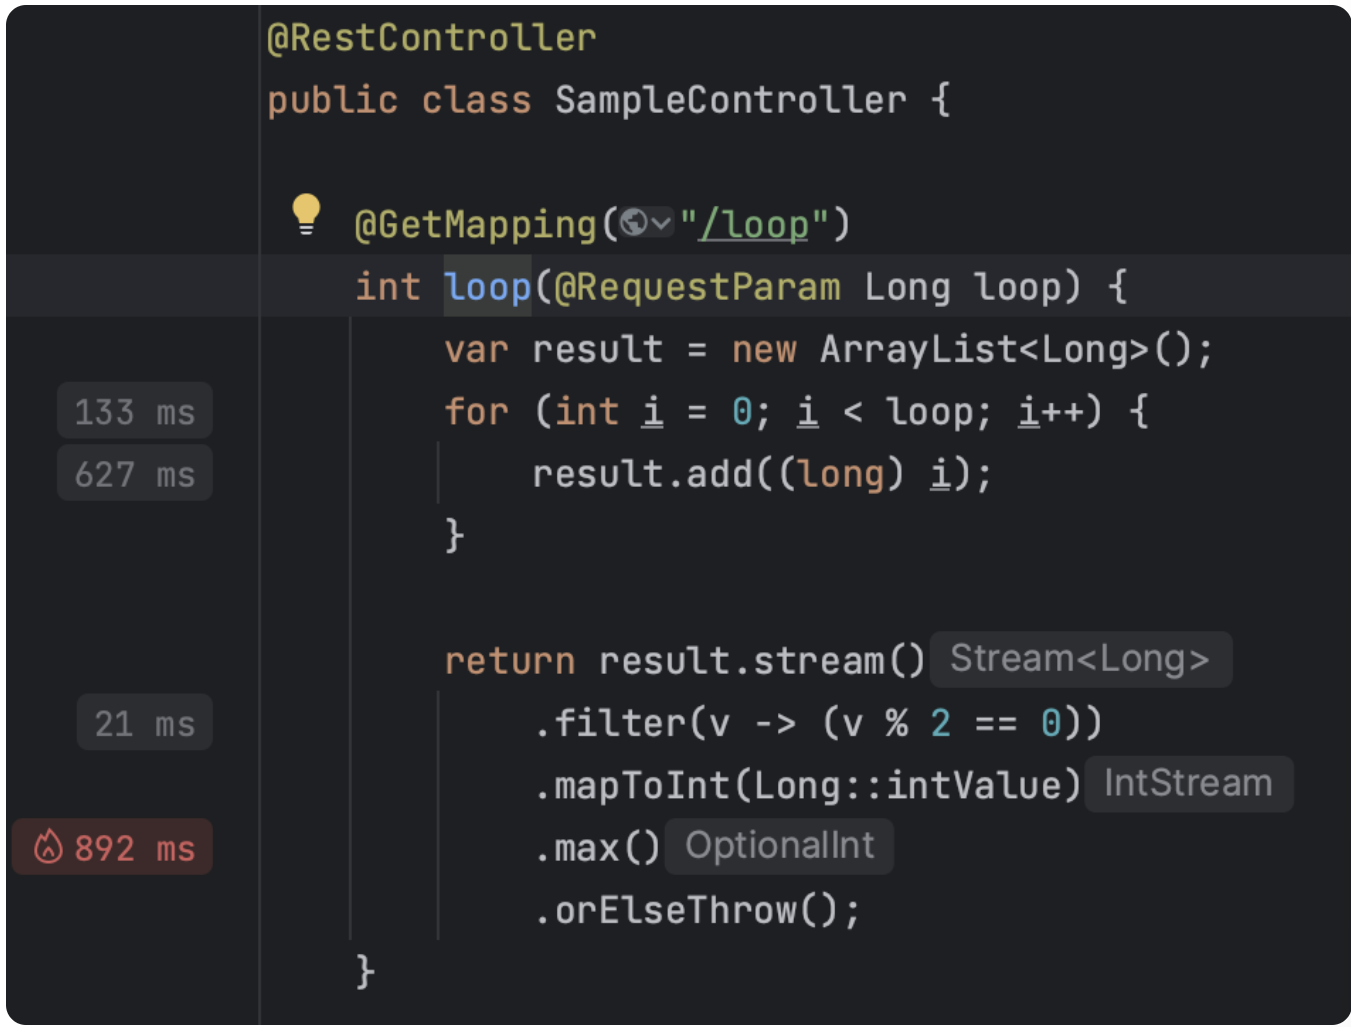 @RestController
public class SampleController {
@GetMapping("/loop")
int loop(@RequestParam Long loop) {
var result = new ArrayList<Long>();
133 ms for (int i = 0; i < loop; i++) {
627 ms result.add((long) i);
}
return result.stream() Stream<Long>
21 ms .filter(v -> (v % 2 == 0))
.mapToInt(Long::intValue) IntStream
892 ms .max() OptionalInt
.orElseThrow();
}